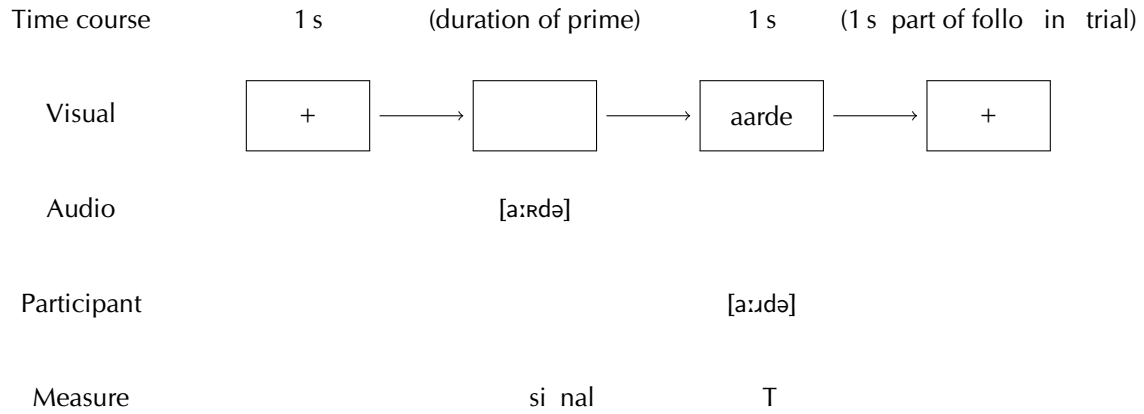 Time course 1 s (duration of prime) 1 s (1 s part of follo in trial)
Visual + aarde +
Audio [aːʀdə]
Participant [aːɹdə]
Measure si nal T